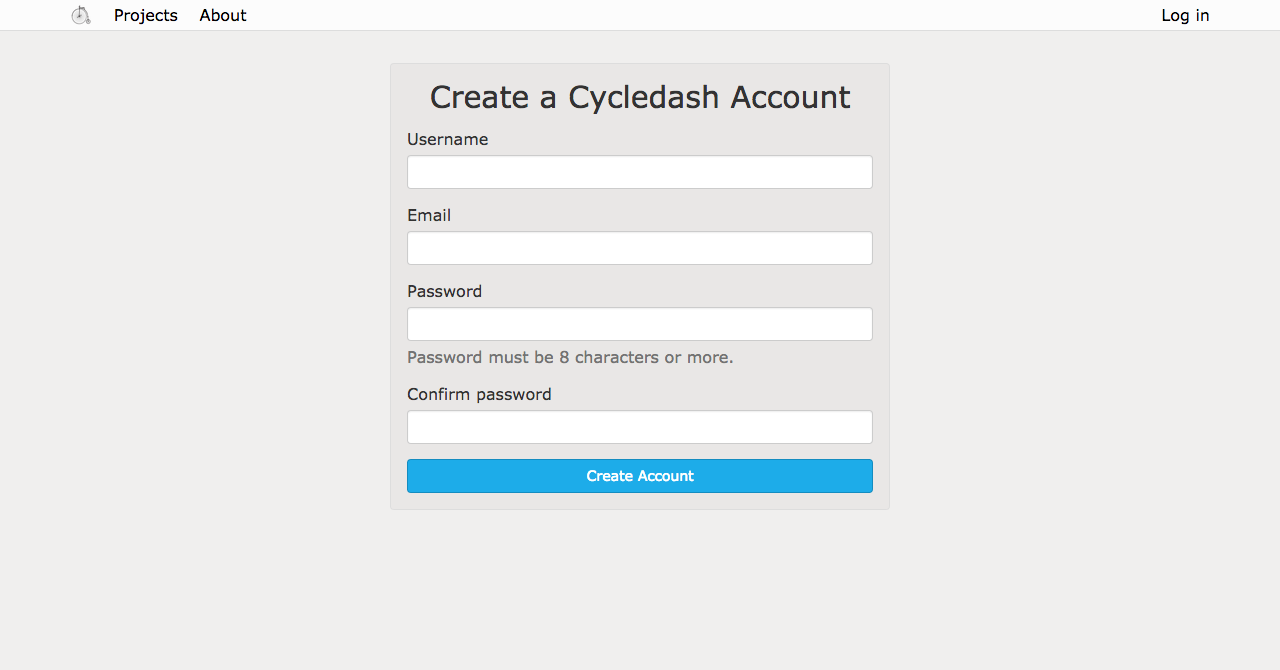 Projects About Log in
Create a Cycledash Account
Username
Email
Password
Password must be 8 characters or more.
Confirm password
Create Account